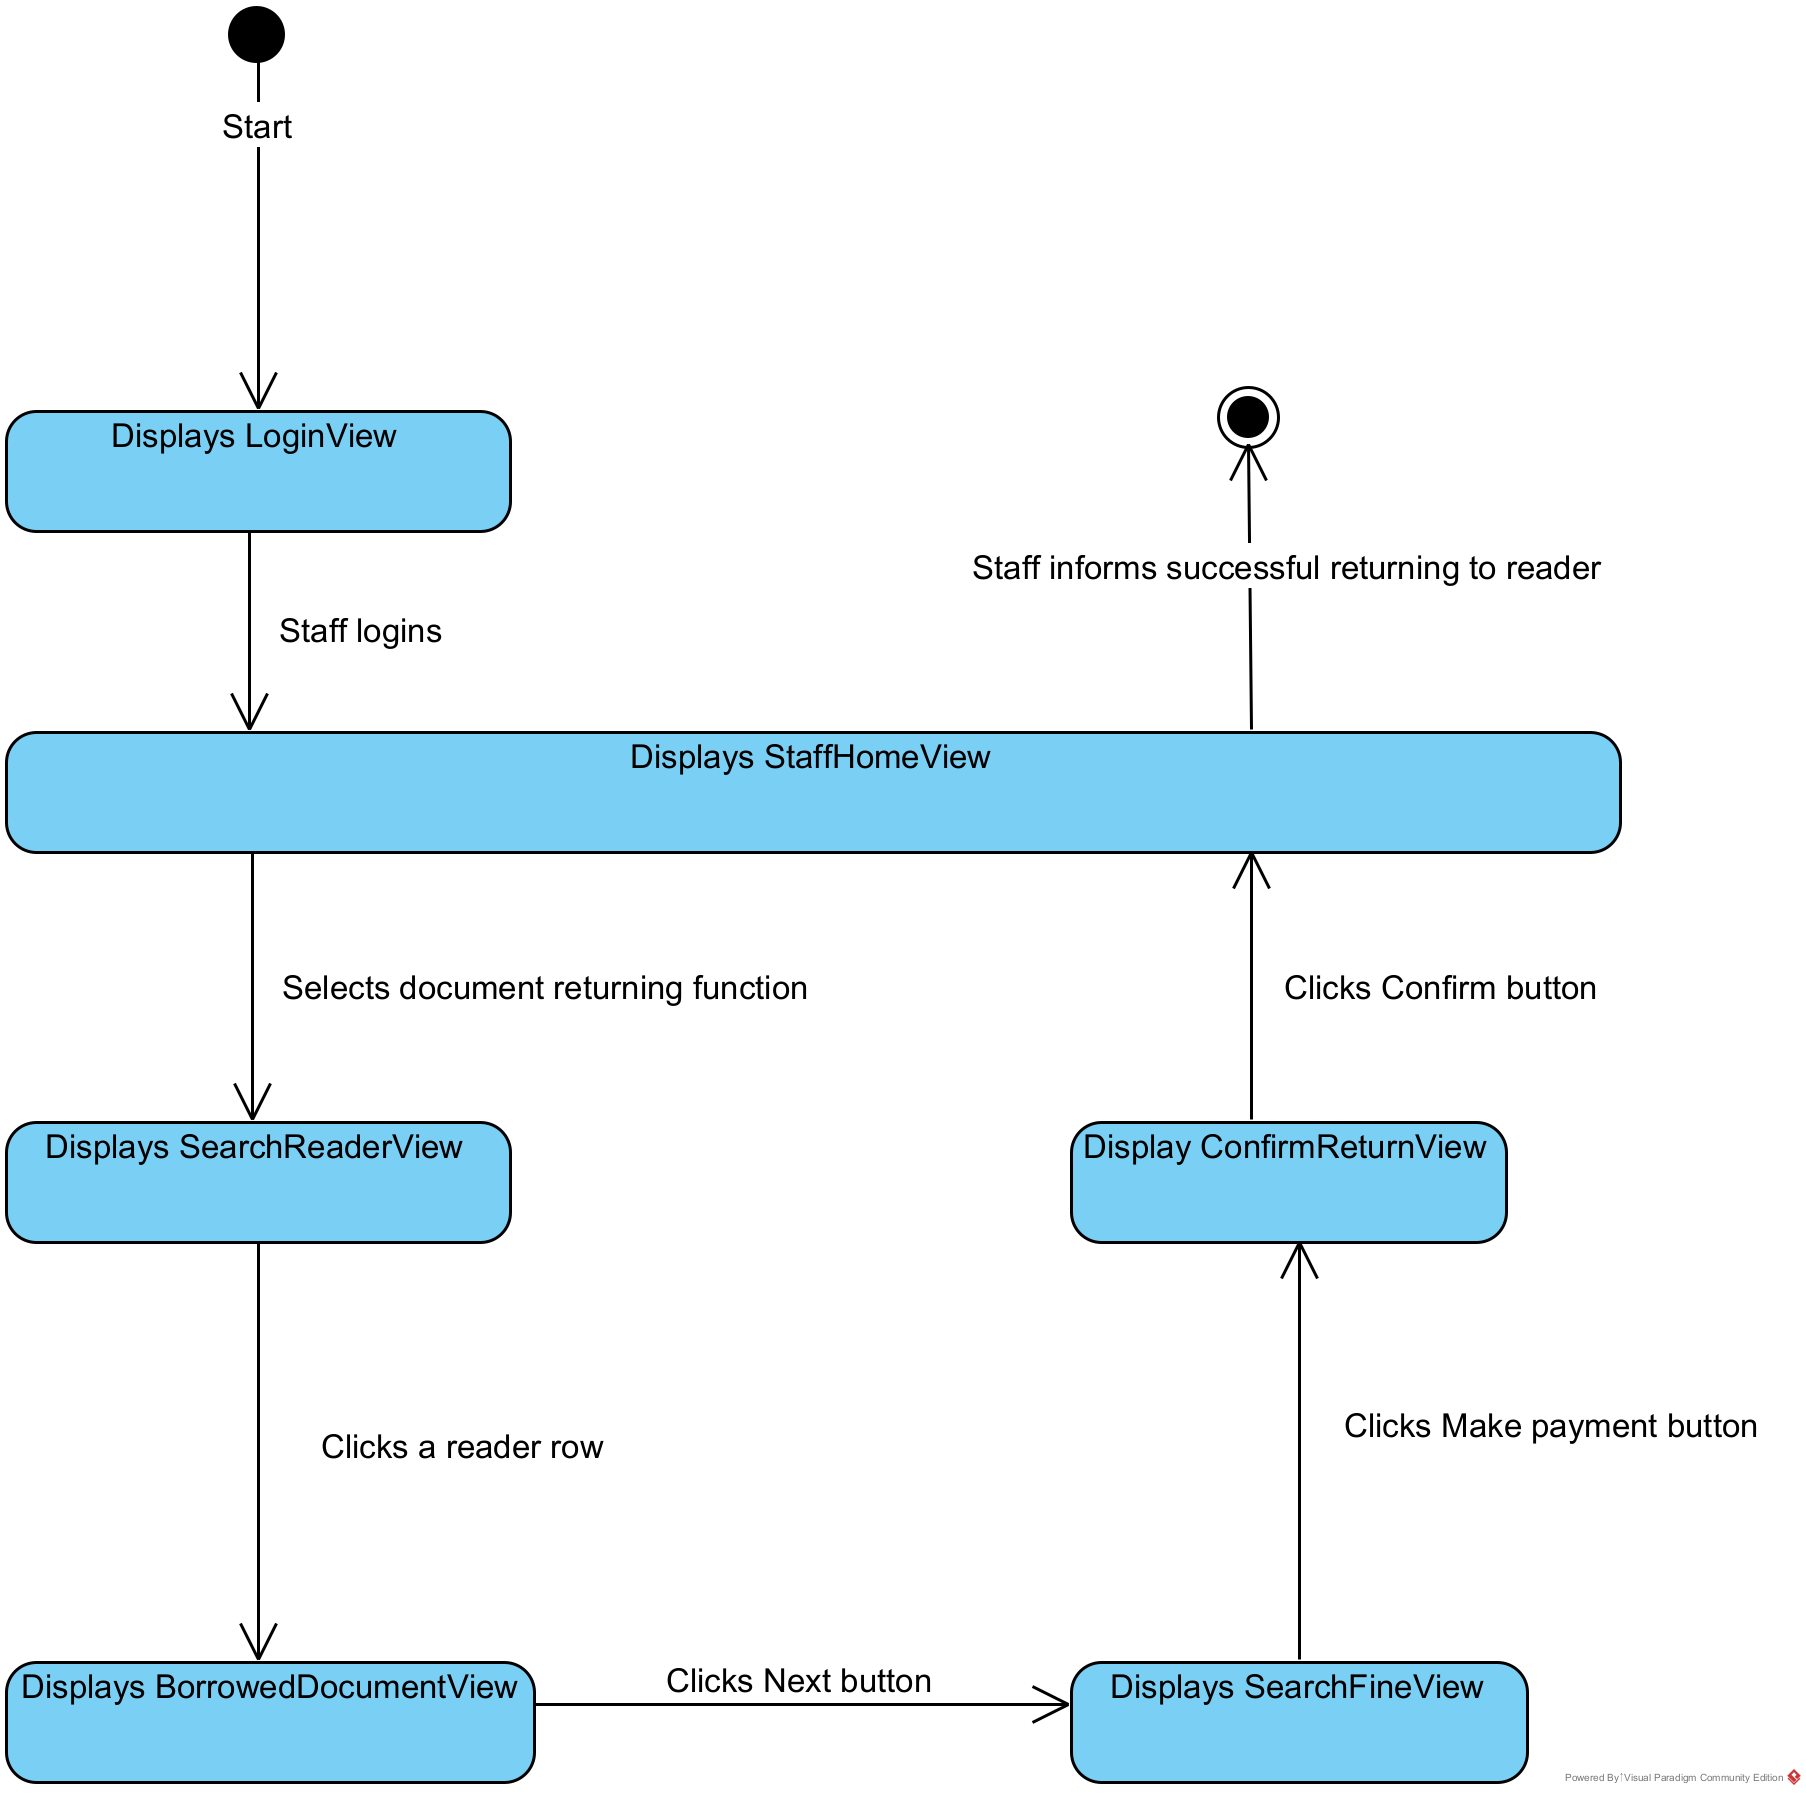 Start
Displays LoginView
Staff logins
Staff informs successful returning to reader
Displays StaffHomeView
Selects document returning function
Clicks Confirm button
Displays SearchReaderView
Display ConfirmReturnView
Clicks a reader row
Clicks Make payment button
Displays BorrowedDocumentView
Clicks Next button
Displays SearchFineView
Powered By Visual Paradigm Community Edition